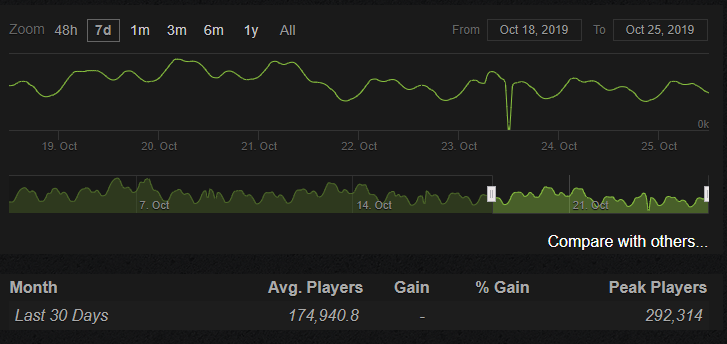 Zoom 48h 7d 1m 3m 6m 1y All From Oct 18, 2019 To Oct 25, 2019
0k
19. Oct 20. Oct 21. Oct 22. Oct 23. Oct 24. Oct 25. Oct
7. Oct 14. Oct 21. Oct
Compare with others...
Month Avg. Players Gain % Gain Peak Players
Last 30 Days 174,940.8 - 292,314